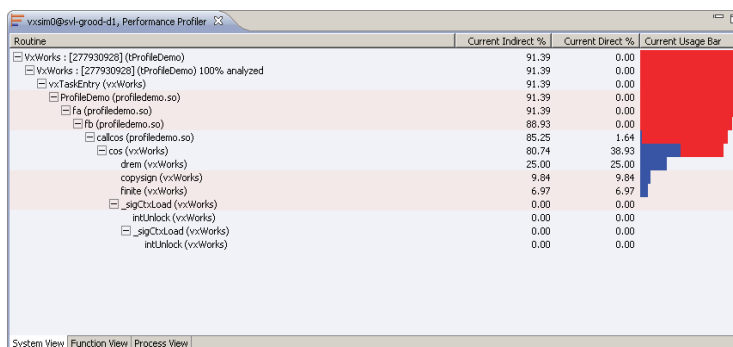 vxsim0@svl-grood-d1, Performance Profiler
Routine Current Indirect % Current Direct % Current Usage Bar
VxWorks : [277930928] (tProfileDemo) 91.39 0.00
VxWorks : [277930928] (tProfileDemo) 100% analyzed 91.39 0.00
vxTaskEntry (vxWorks) 91.39 0.00
ProfileDemo (profiledemo.so) 91.39 0.00
fa (profiledemo.so) 91.39 0.00
fb (profiledemo.so) 88.93 0.00
callcos (profiledemo.so) 85.25 1.64
cos (vxWorks) 80.74 38.93
drem (vxWorks) 25.00 25.00
copysign (vxWorks) 9.84 9.84
finite (vxWorks) 6.97 6.97
_sigCtxLoad (vxWorks) 0.00 0.00
intUnlock (vxWorks) 0.00 0.00
_sigCtxLoad (vxWorks) 0.00 0.00
intUnlock (vxWorks) 0.00 0.00
System View Function View Process View